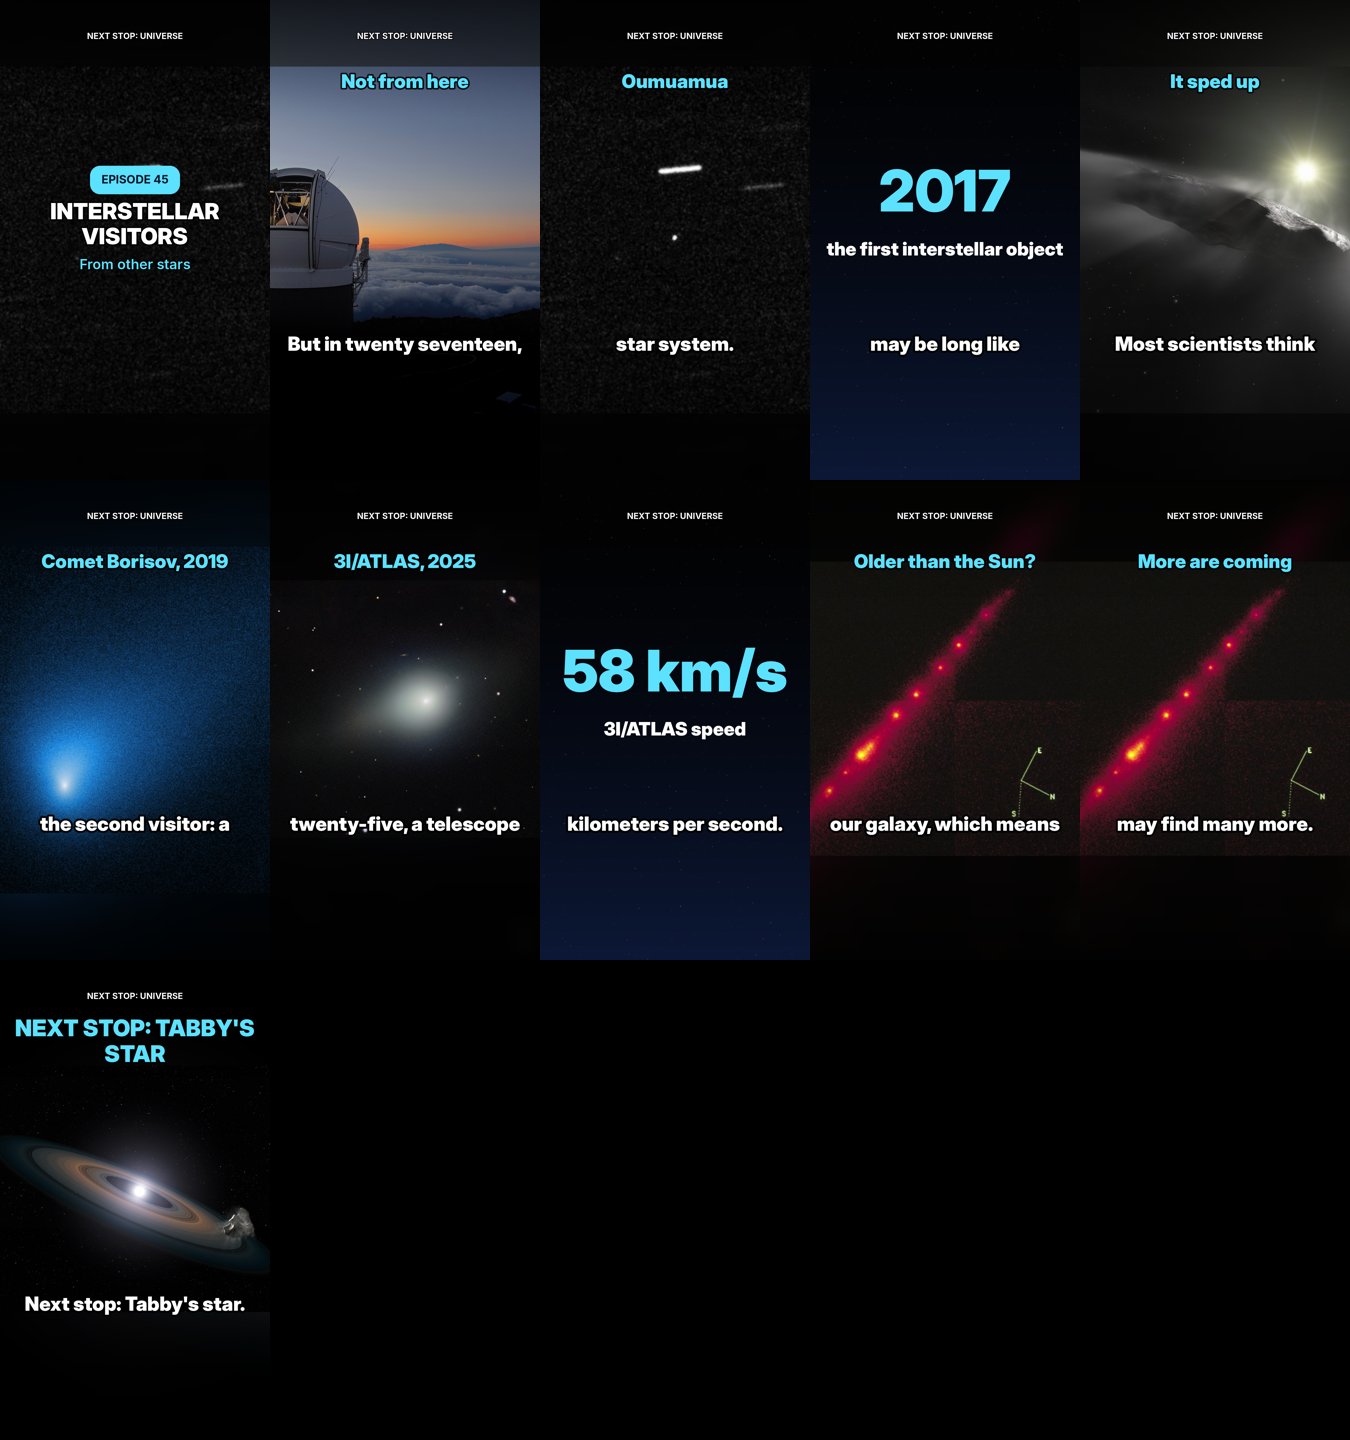 NEXT STOP: UNIVERSE
EPISODE 45
INTERSTELLAR
VISITORS
From other stars
NEXT STOP: UNIVERSE
Not from here
But in twenty seventeen,
NEXT STOP: UNIVERSE
Oumuamua
star system.
NEXT STOP: UNIVERSE
2017
the first interstellar object
may be long like
NEXT STOP: UNIVERSE
It sped up
Most scientists think
NEXT STOP: UNIVERSE
Comet Borisov, 2019
the second visitor: a
NEXT STOP: UNIVERSE
3I/ATLAS, 2025
twenty-five, a telescope
NEXT STOP: UNIVERSE
58 km/s
3I/ATLAS speed
kilometers per second.
NEXT STOP: UNIVERSE
Older than the Sun?
E
N
S
our galaxy, which means
NEXT STOP: UNIVERSE
More are coming
E
N
S
may find many more.
NEXT STOP: UNIVERSE
NEXT STOP: TABBY'S
STAR
Next stop: Tabby's star.